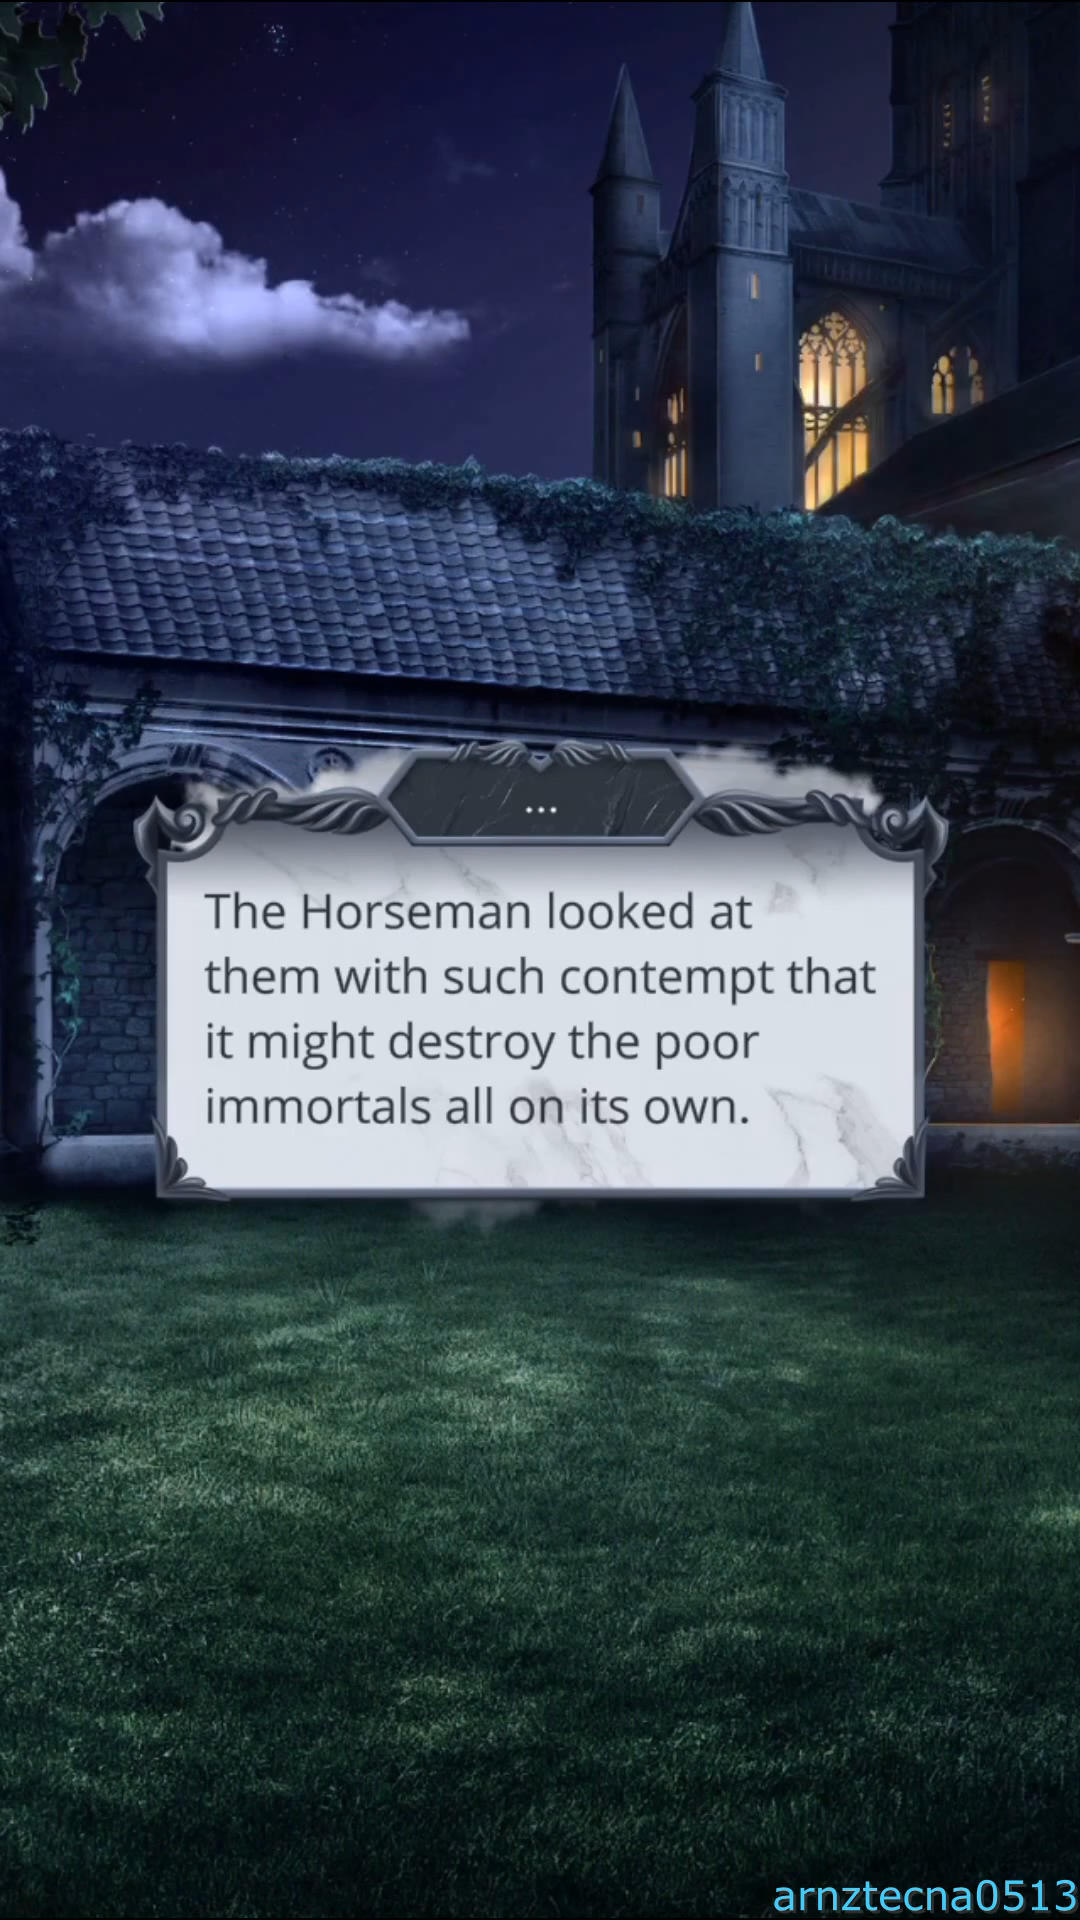 ...
The Horseman looked at
them with such contempt that
it might destroy the poor
immortals all on its own.
arnztecna0513